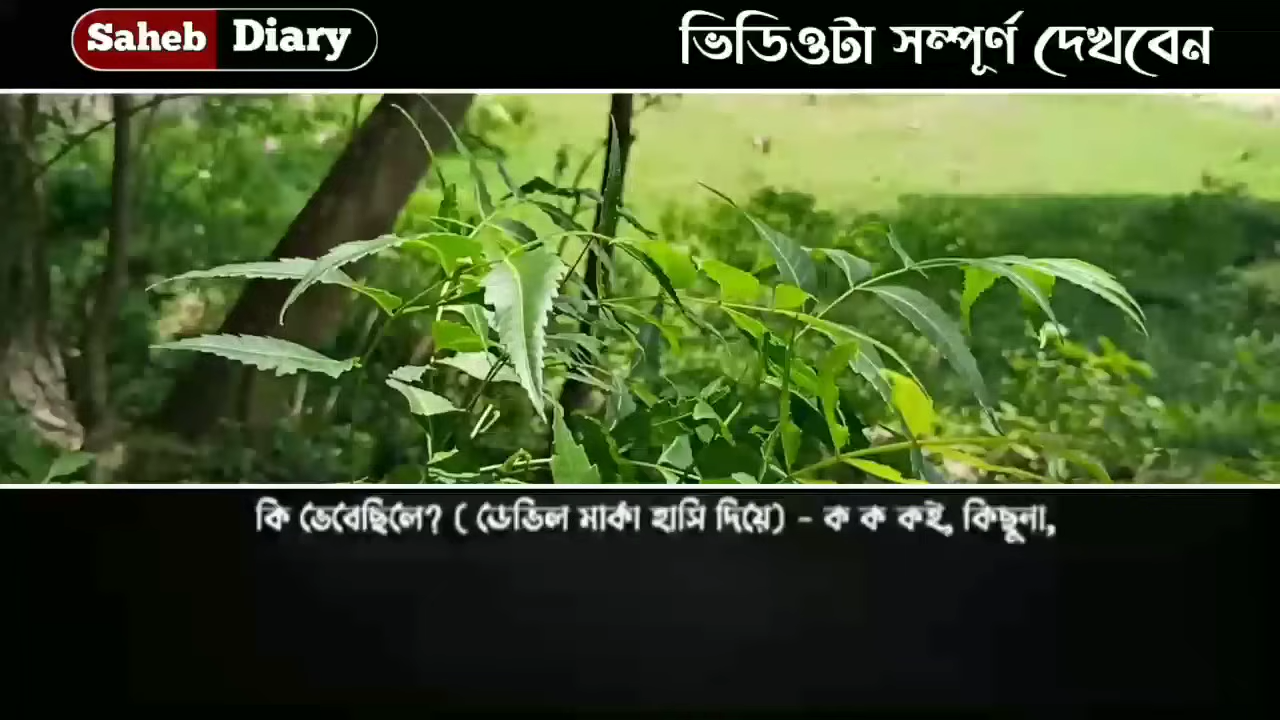 Saheb Diary
ভিডিওটা সম্পূর্ণ দেখবেন
কি ভেবেছিলে? ( ডেভিল মার্কা হাসি দিয়ে) - ক ক কই, কিছুনা,